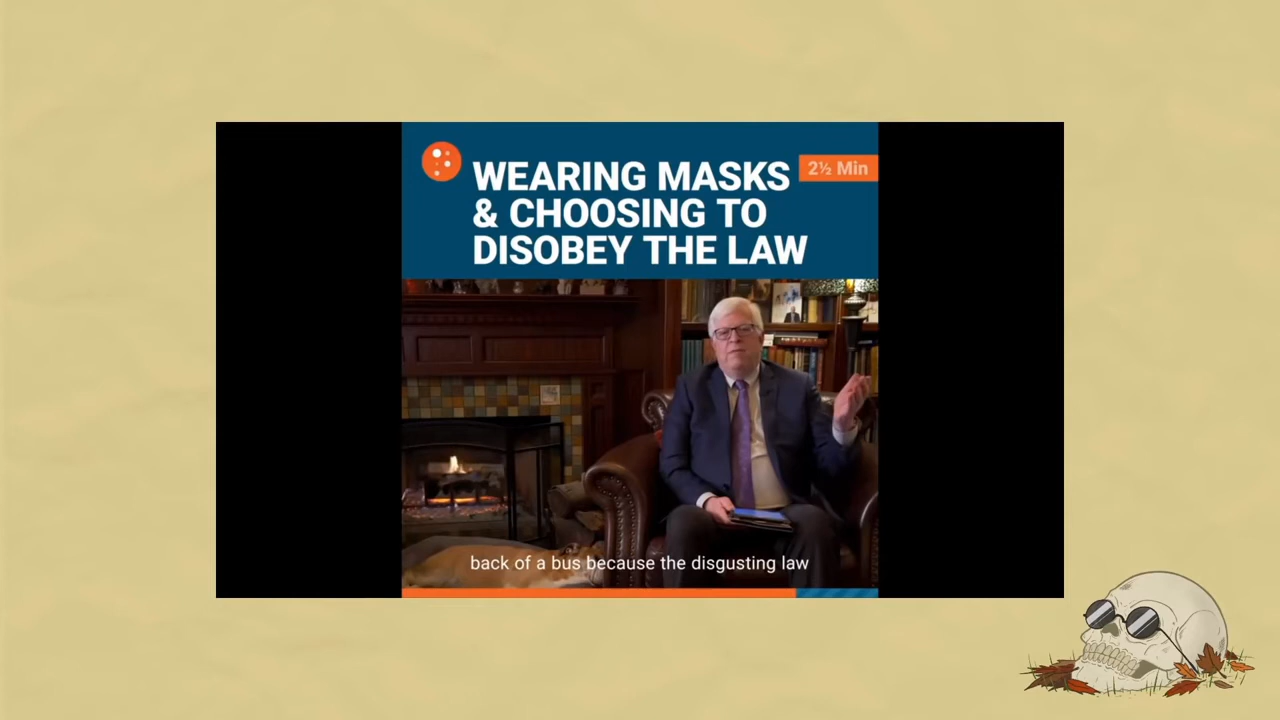 WEARING MASKS
& CHOOSING TO
DISOBEY THE LAW
2½ Min
back of a bus because the disgusting law